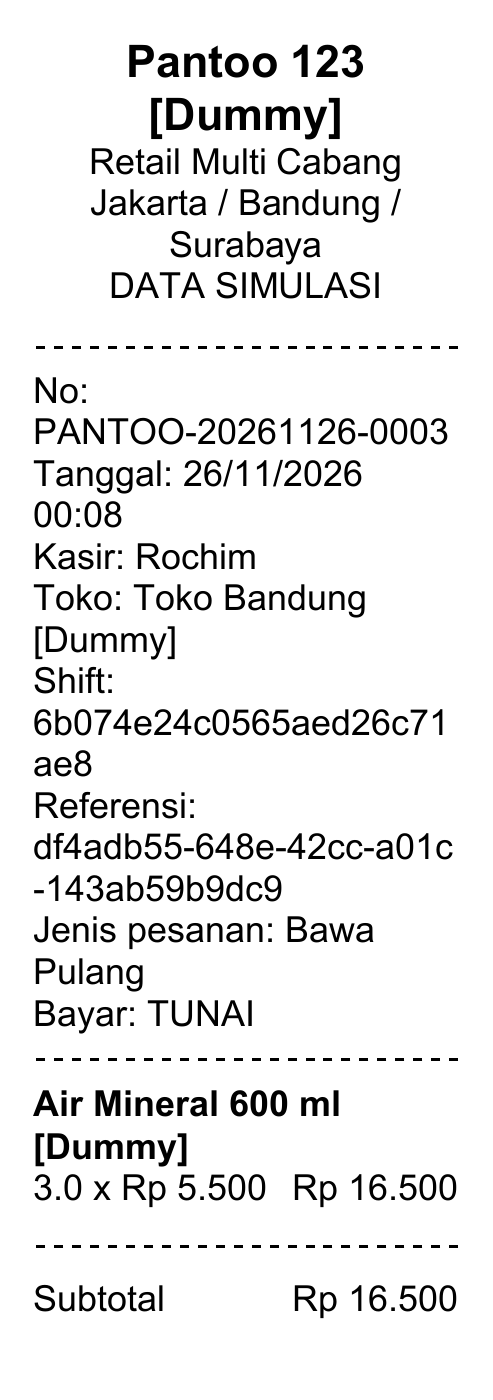 Pantoo 123
[Dummy]
Retail Multi Cabang
Jakarta / Bandung /
Surabaya
DATA SIMULASI
------------------------
No:
PANTOO-20261126-0003
Tanggal: 26/11/2026
00:08
Kasir: Rochim
Toko: Toko Bandung
[Dummy]
Shift:
6b074e24c0565aed26c71
ae8
Referensi:
df4adb55-648e-42cc-a01c
-143ab59b9dc9
Jenis pesanan: Bawa
Pulang
Bayar: TUNAI
------------------------
Air Mineral 600 ml
[Dummy]
3.0 x Rp 5.500 Rp 16.500
------------------------
Subtotal Rp 16.500